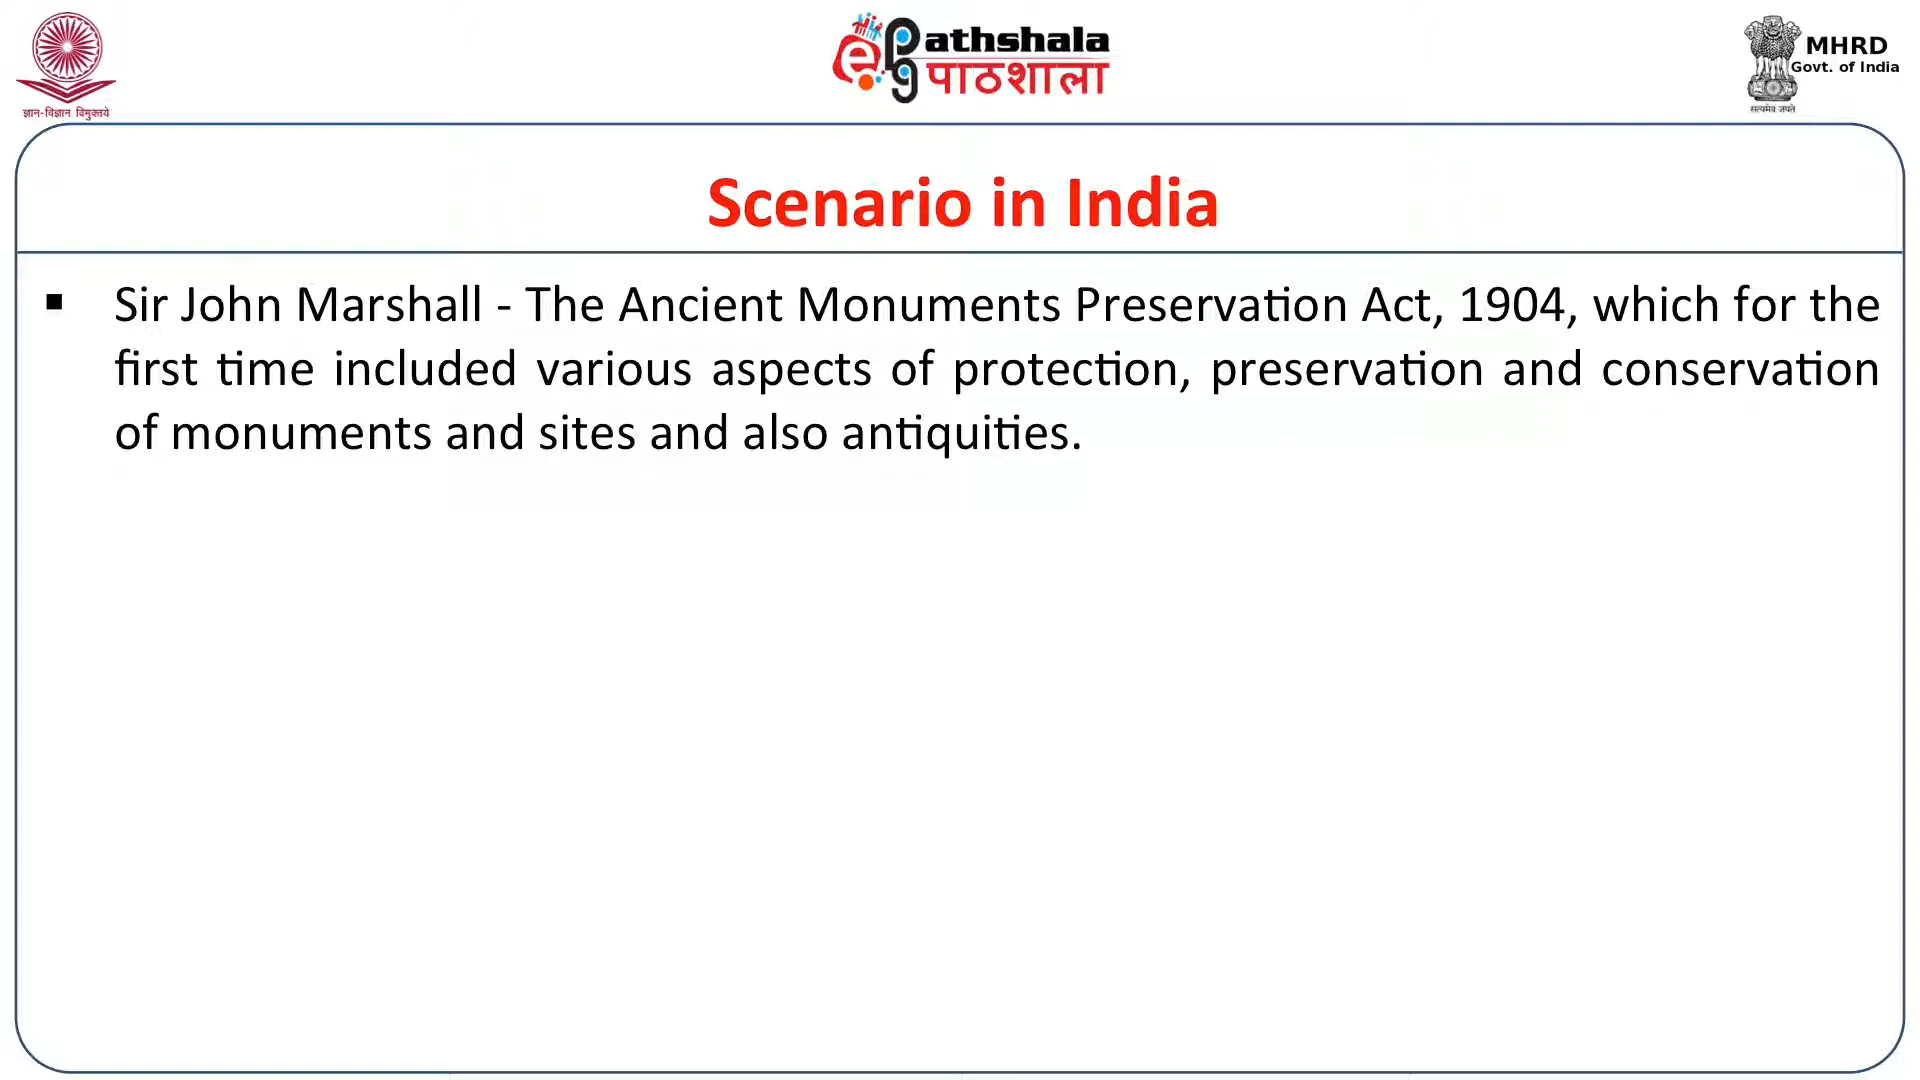 ज्ञान-विज्ञान विमुक्तये
e
pg
athshala
पाठशाला
MHRD
Govt. of India
सत्यमेव जयते
Scenario in India
▪ Sir John Marshall - The Ancient Monuments Preservation Act, 1904, which for the
first time included various aspects of protection, preservation and conservation
of monuments and sites and also antiquities.